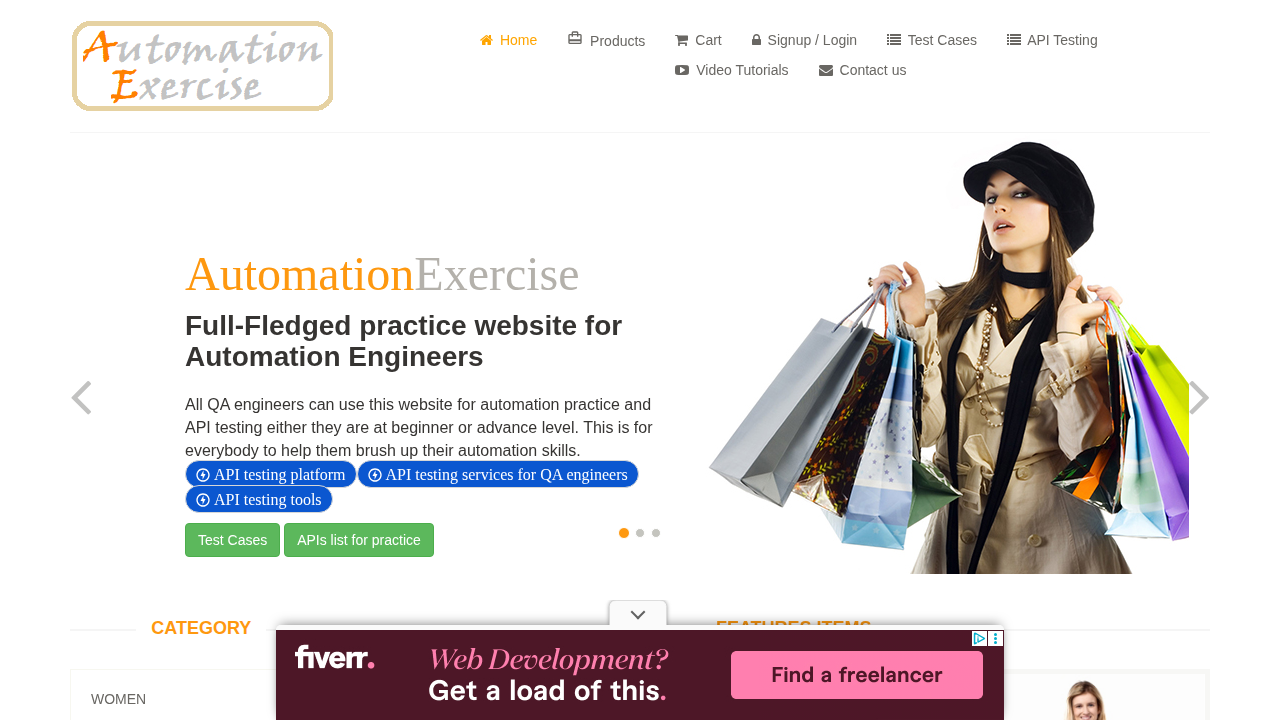 Automation
Exercise
Home
Products
Cart
Signup / Login
Test Cases
API Testing
Video Tutorials
Contact us
AutomationExercise
Full-Fledged practice website for
Automation Engineers
All QA engineers can use this website for automation practice and
API testing either they are at beginner or advance level. This is for
everybody to help them brush up their automation skills.
API testing platform
API testing services for QA engineers
API testing tools
Test Cases
APIs list for practice
CATEGORY
FEATURES ITEMS
WOMEN
fiverr.
Web Development?
Get a load of this.
Find a freelancer